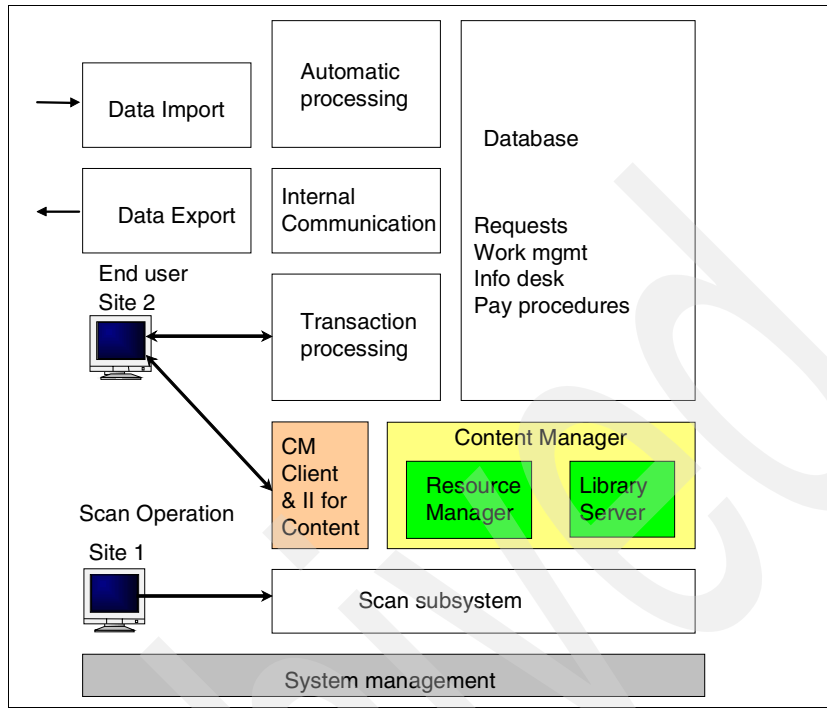 Data Import
Automatic
processing
Database
Data Export
Internal
Communication
Requests
Work mgmt
Info desk
Pay procedures
End user
Site 2
Transaction
processing
CM
Client
& II for
Content
Content Manager
Resource
Manager
Library
Server
Scan Operation
Site 1
Scan subsystem
System management